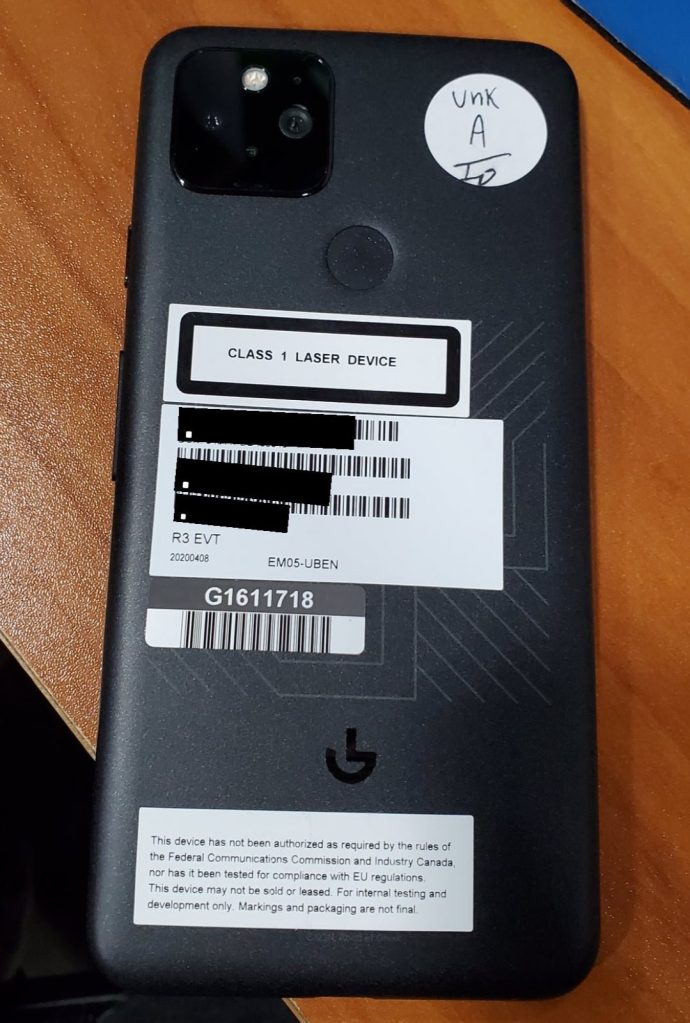 Unk
A
CLASS 1 LASER DEVICE
R3 EVT
20200408
EM05-UBEN
G1611718
This device has not been authorized as required by the rules of
the Federal Communications Commission and Industry Canada,
nor has it been tested for compliance with EU regulations.
This device may not be sold or leased. For internal testing and
development only. Markings and packaging are not final.